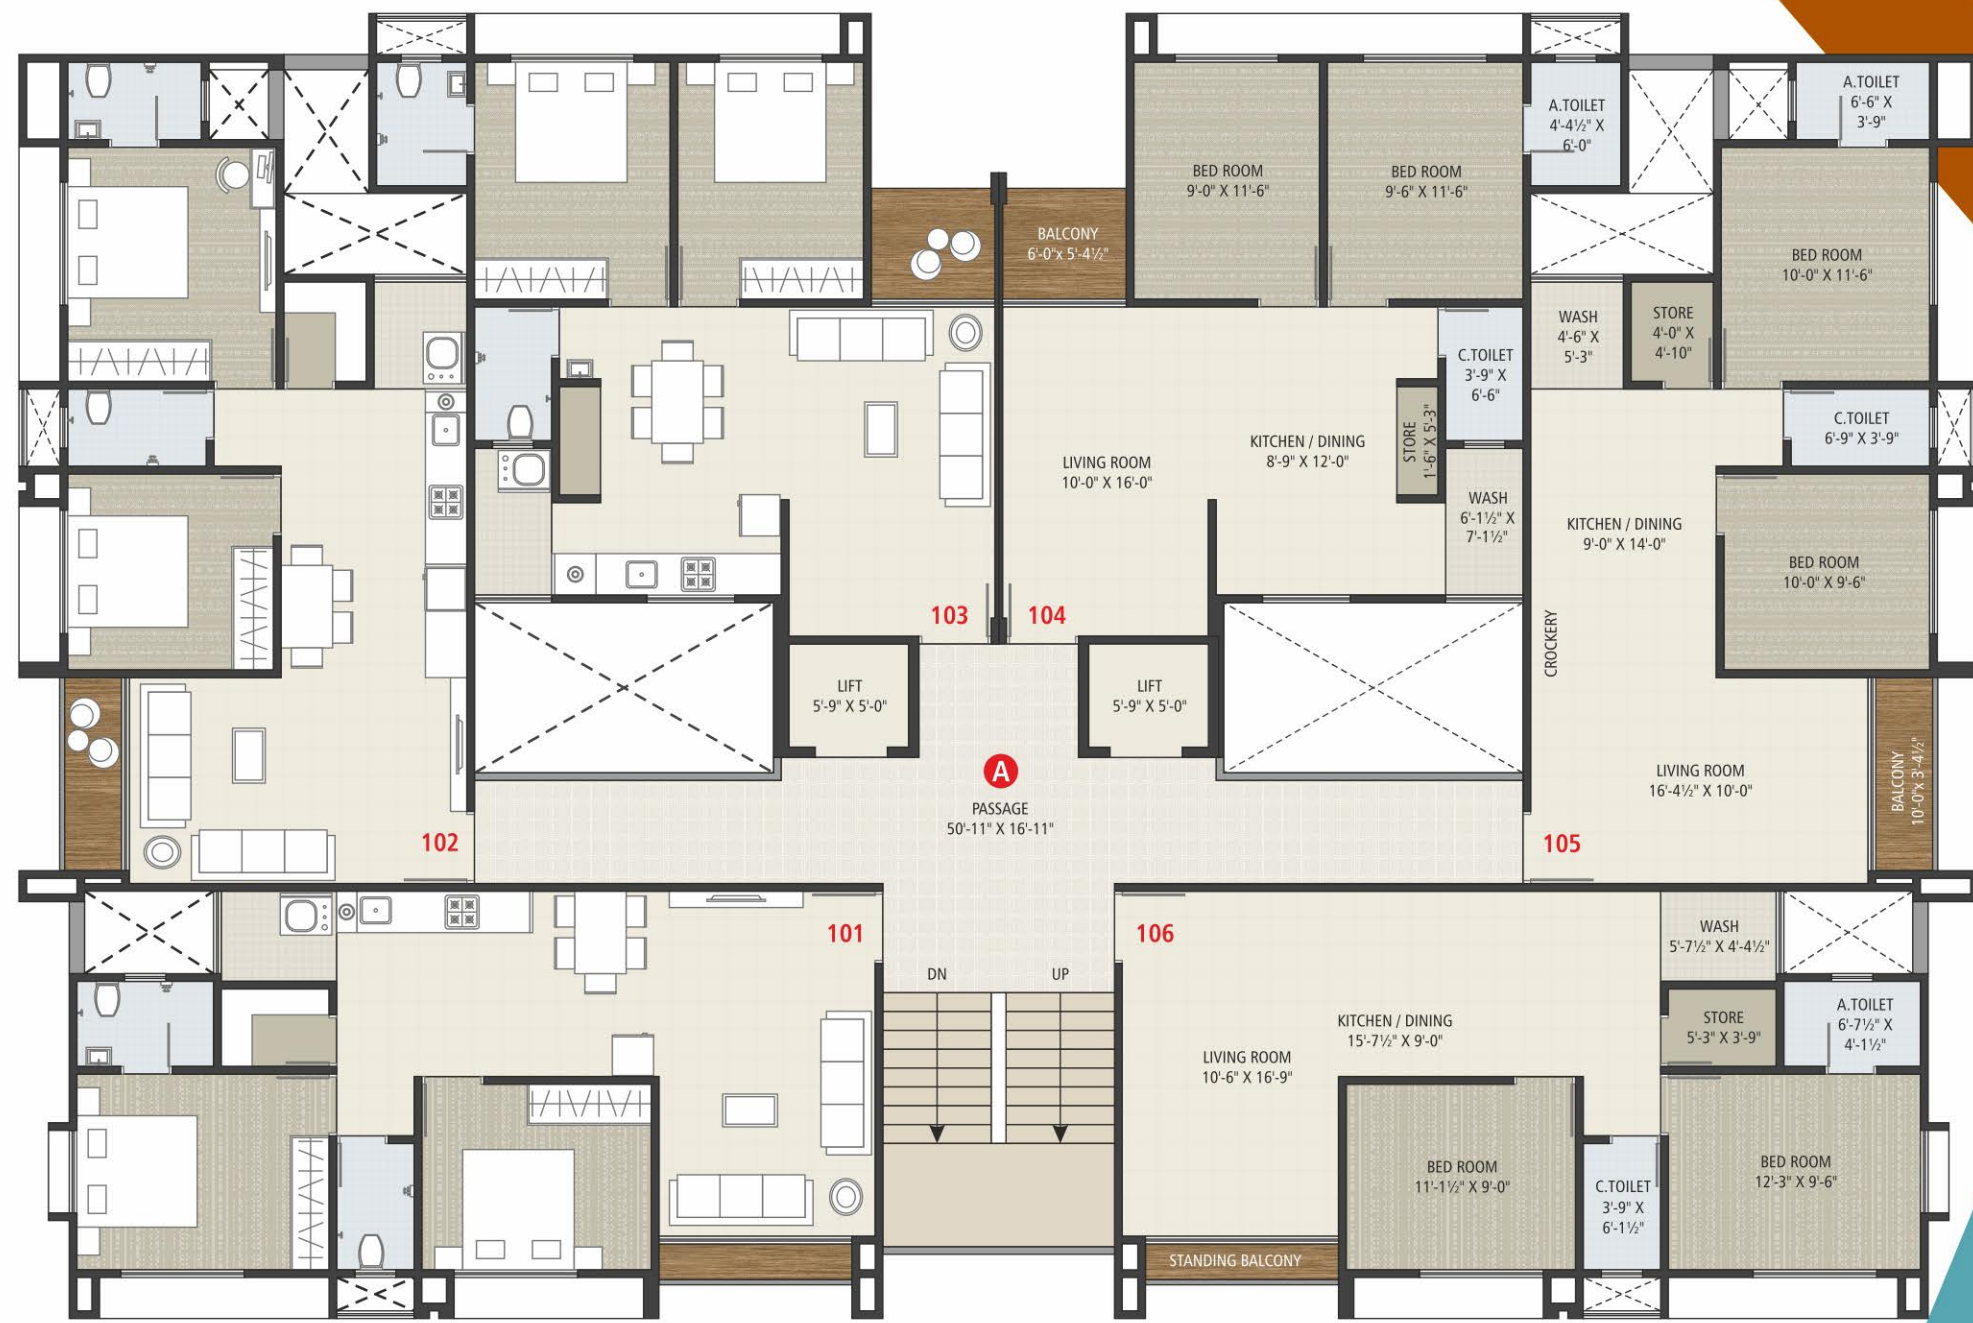 A.TOILET
6'-6" X
3'-9"
A.TOILET
4'-4½" X
6'-0"
BED ROOM
9'-0" X 11'-6"
BED ROOM
9'-6" X 11'-6"
BALCONY
6'-0"x 5'-4½"
BED ROOM
10'-0" X 11'-6"
WASH
4'-6" X
5'-3"
STORE
4'-0" X
4'-10"
C.TOILET
3'-9" X
6'-6"
C.TOILET
6'-9" X 3'-9"
LIVING ROOM
10'-0" X 16'-0"
KITCHEN / DINING
8'-9" X 12'-0"
STORE
1'-6" X 5'-3"
WASH
6'-1½" X
7'-1½"
KITCHEN / DINING
9'-0" X 14'-0"
BED ROOM
10'-0" X 9'-6"
103
104
CROCKERY
LIFT
5'-9" X 5'-0"
LIFT
5'-9" X 5'-0"
A
PASSAGE
50'-11" X 16'-11"
LIVING ROOM
16'-4½" X 10'-0"
BALCONY
10'-0"x 3'-4½"
102
105
101
106
DN
UP
WASH
5'-7½" X 4'-4½"
KITCHEN / DINING
15'-7½" X 9'-0"
STORE
5'-3" X 3'-9"
A.TOILET
6'-7½" X
4'-1½"
LIVING ROOM
10'-6" X 16'-9"
BED ROOM
11'-1½" X 9'-0"
C.TOILET
3'-9" X
6'-1½"
BED ROOM
12'-3" X 9'-6"
STANDING BALCONY